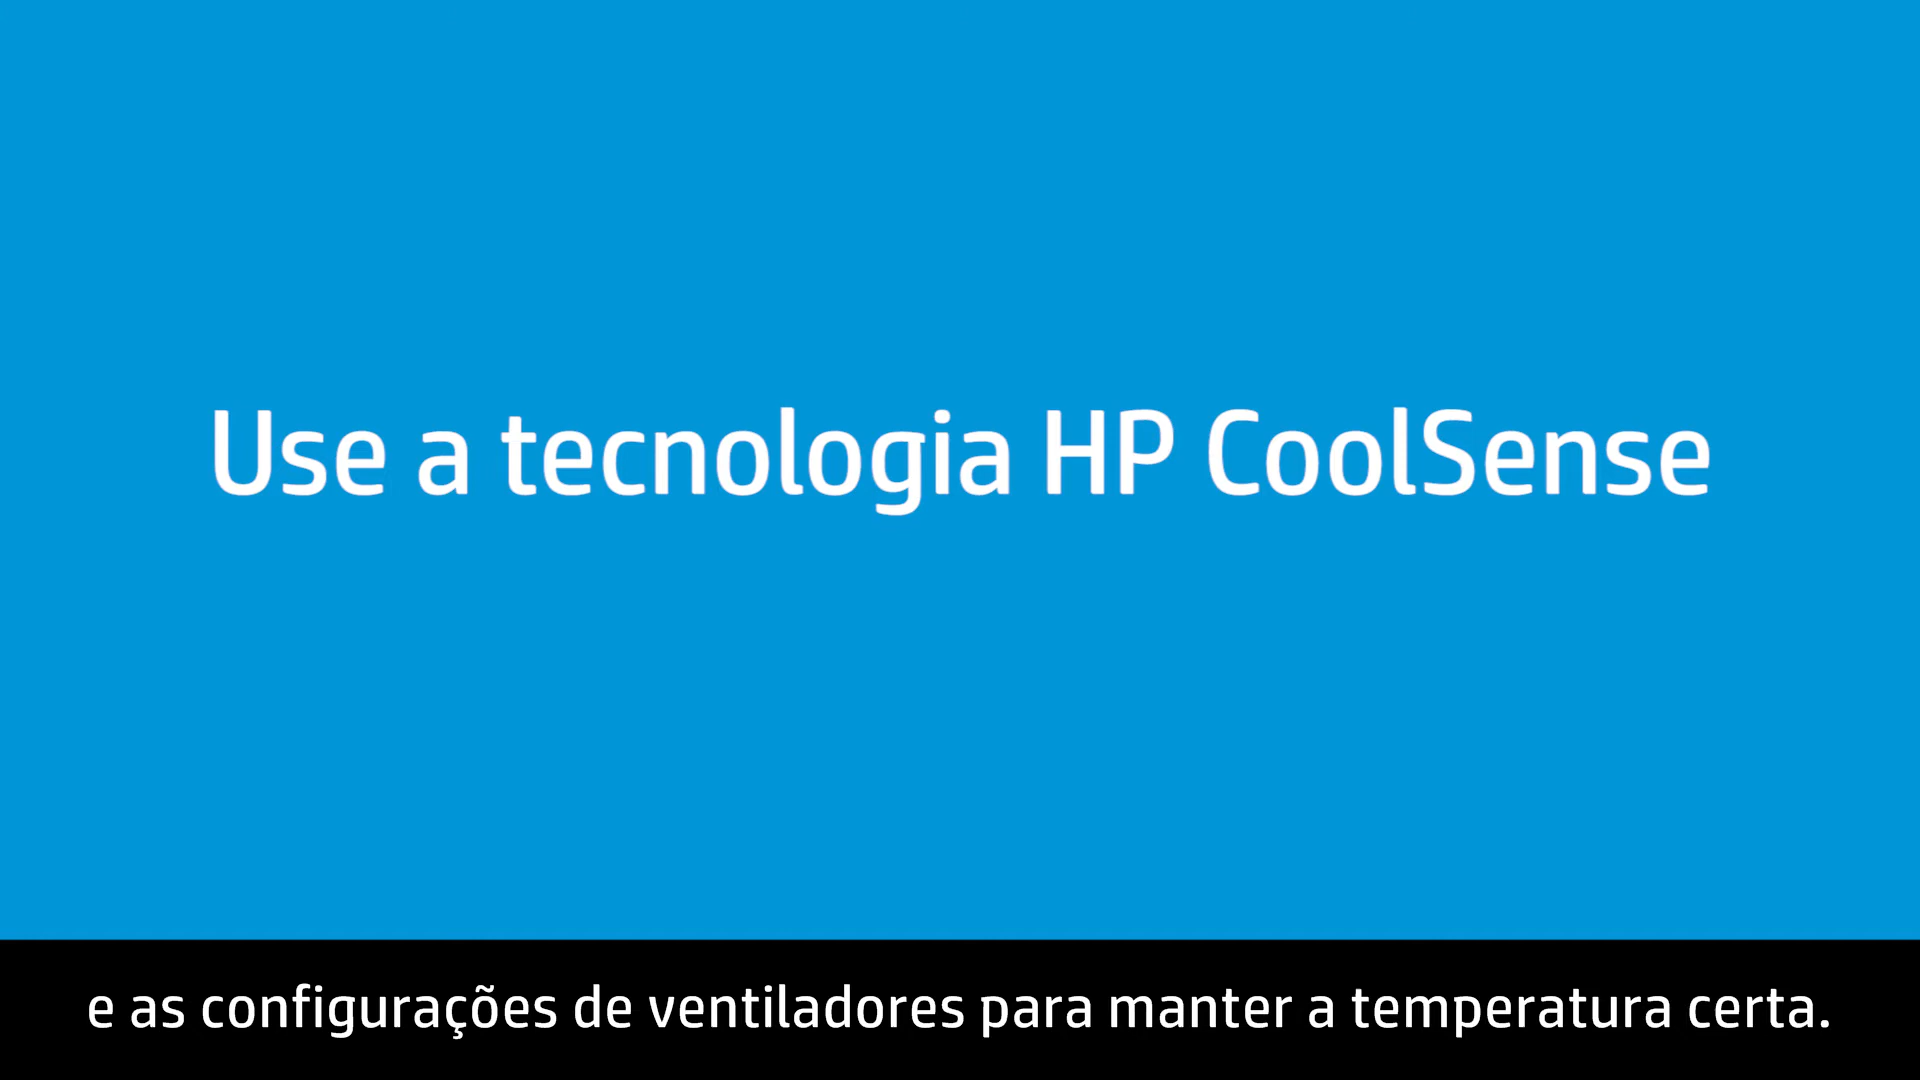 Use a tecnologia HP CoolSense
e as configurações de ventiladores para manter a temperatura certa.